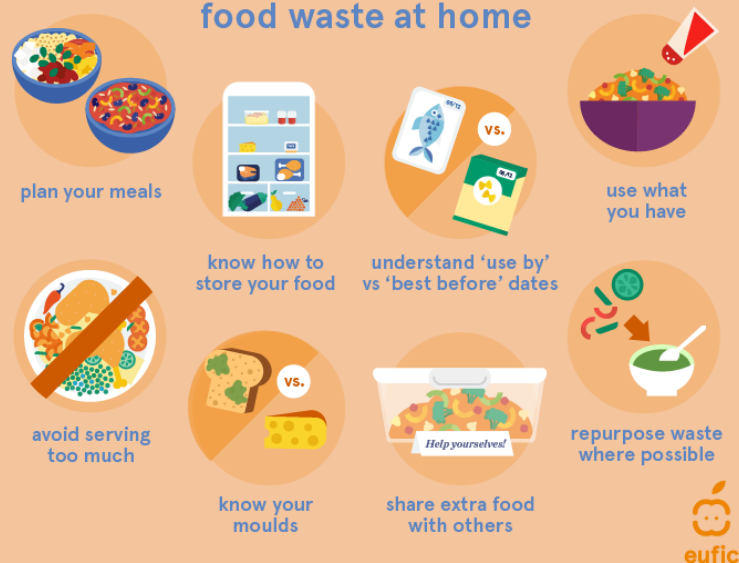 food waste at home
plan your meals
know how to
store your food
vs.
understand ‘use by’
vs ‘best before’ dates
use what
you have
avoid serving
too much
vs.
know your
moulds
Help yourselves!
share extra food
with others
repurpose waste
where possible
eufic